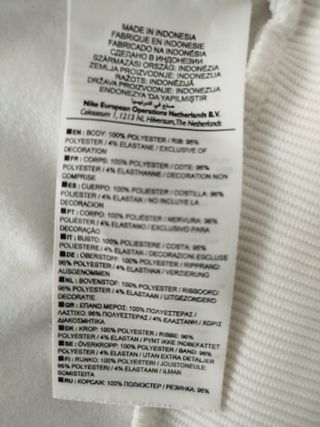 MADE IN INDONESIA
FABRIQUE EN INDONESIE
FABRICADO NA INDONÉSIA
СДЕЛАНО В ИНДОНЕЗИИ
SZÁRMAZÁSI ORSZÁG: INDONÉZIA
ZEMLJA PROIZVODNJE: INDONEZIJA
RAŽOTS: INDONĒZIJĀ
DRŽAVA PROIZVODNJE: INDONEZIJA
ENDONEZYA'DA YAPILMIŞTIR
Nike European Operations Netherlands B.V.
Colosseum 1, 1213 NL Hilversum, The Netherlands
EN: BODY: 100% POLYESTER / RIB: 96%
POLYESTER / 4% ELASTANE / EXCLUSIVE OF
DECORATION
FR: CORPS: 100% POLYESTER / COTE: 96%
POLYESTER / 4% ELASTHANNE / DECORATION NON
COMPRISE
ES: CUERPO: 100% POLIESTER / COSTILLA: 96%
POLIESTER / 4% ELASTAN / NO INCLUYE LA
DECORACION
PT: CORPO: 100% POLIÉSTER / NERVURA: 96%
POLIÉSTER / 4% ELASTANO / EXCLUSIVO PARA
DECORAÇÃO
IT: BUSTO: 100% POLIESTERE / COSTA: 96%
POLIESTERE / 4% ELASTAN / DECORAZIONI ESCLUSE
DE: OBERSTOFF: 100% POLYESTER / RIPPRAND:
96% POLYESTER / 4% ELASTHAN / VERZIERUNG
AUSGENOMMEN
NL: BOVENSTOF: 100% POLYESTER / RIBBOORD:
96% POLYESTER / 4% ELASTAAN / UITGEZONDERD
DECORATIE
GR: ΕΠΑΝΩ ΜΕΡΟΣ: 100% ΠΟΛΥΕΣΤΕΡΑΣ /
ΛΑΣΤΙΧΟ: 96% ΠΟΛΥΕΣΤΕΡΑΣ / 4% ΕΛΑΣΤΑΝΗ / ΧΩΡΙΣ
ΔΙΑΚΟΣΜΗΤΙΚΑ
DK: KROP: 100% POLYESTER / RIBBE: 96%
POLYESTER / 4% ELASTAN / PYNT IKKE INDBEFATTET
SE: ÖVERKROPP: 100% POLYESTER / BAND: 96%
POLYESTER / 4% ELASTAN / UTAN EXTRA DETALJER
FI: RUNKO: 100% POLYESTERI / JOUSTONEULE:
96% POLYESTERI / 4% ELASTAANI / ILMAN
SOMISTEITA
RU: КОРСАЖ: 100% ПОЛИЭСТЕР / РЕЗИНКА: 96%